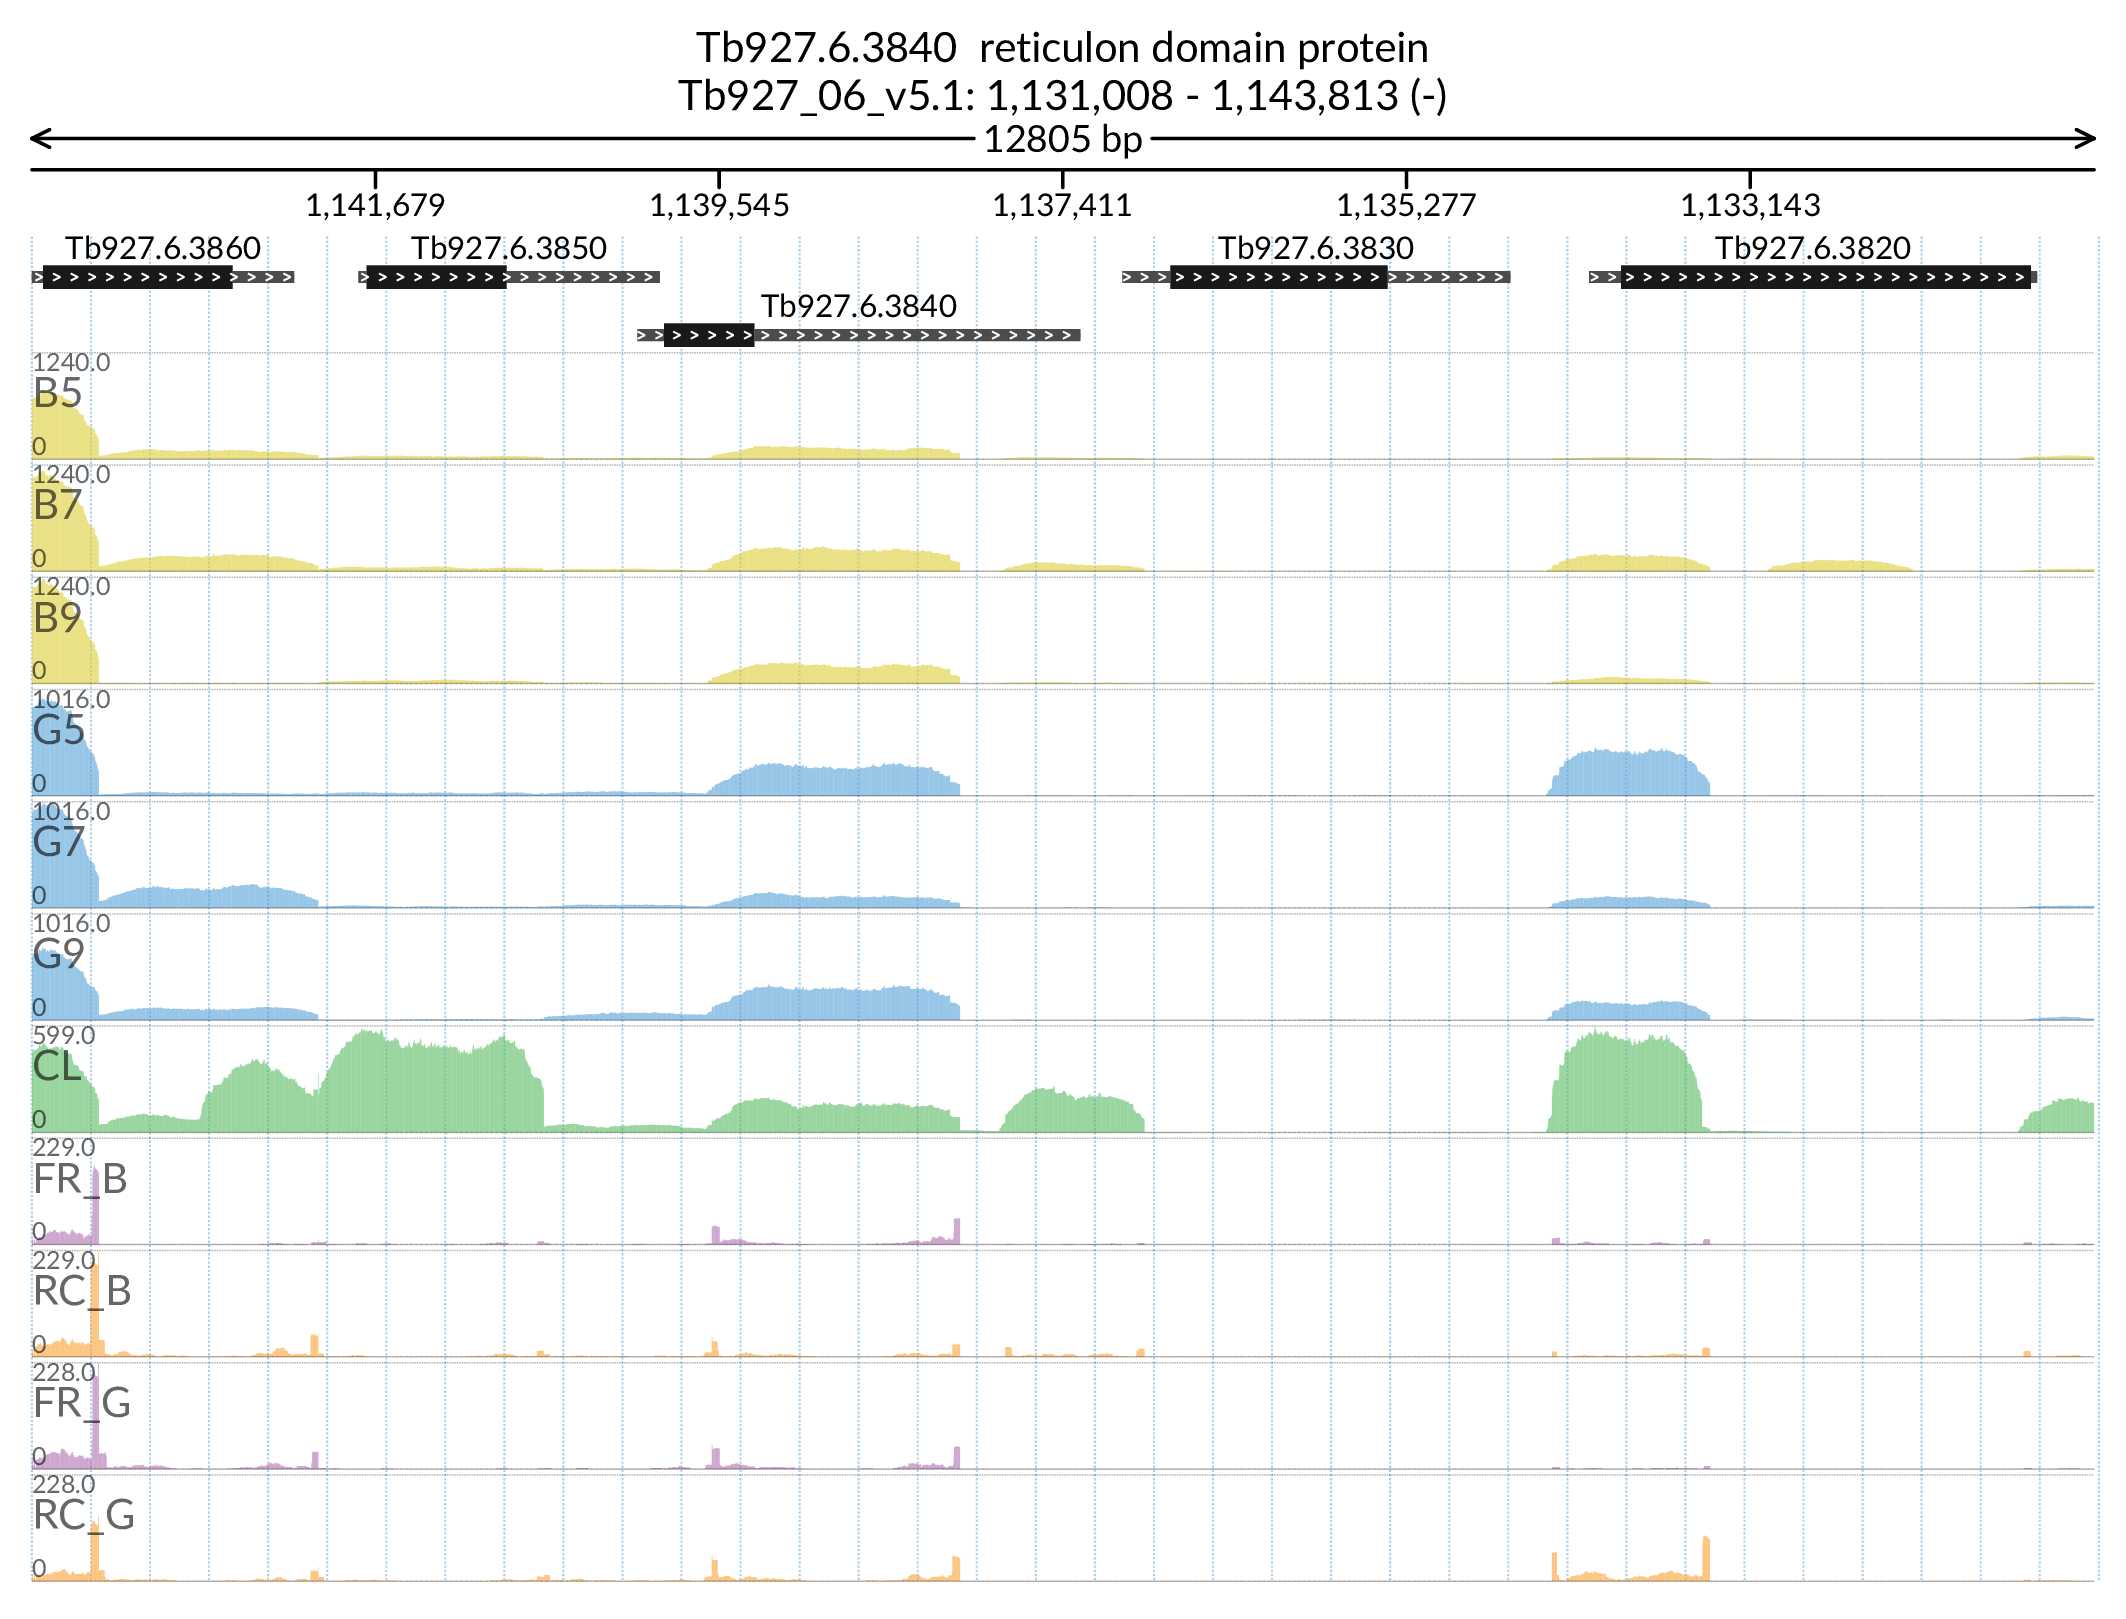 Tb927.6.3840  reticulon domain protein
Tb927_06_v5.1: 1,131,008 - 1,143,813 (-)
12805 bp
1,141,679 1,139,545 1,137,411 1,135,277 1,133,143
Tb927.6.3860 Tb927.6.3850 Tb927.6.3830 Tb927.6.3820
Tb927.6.3840
1240.0
B5
0
1240.0
B7
0
1240.0
B9
0
1016.0
G5
0
1016.0
G7
0
1016.0
G9
0
599.0
CL
0
229.0
FR_B
0
229.0
RC_B
0
228.0
FR_G
0
228.0
RC_G
0